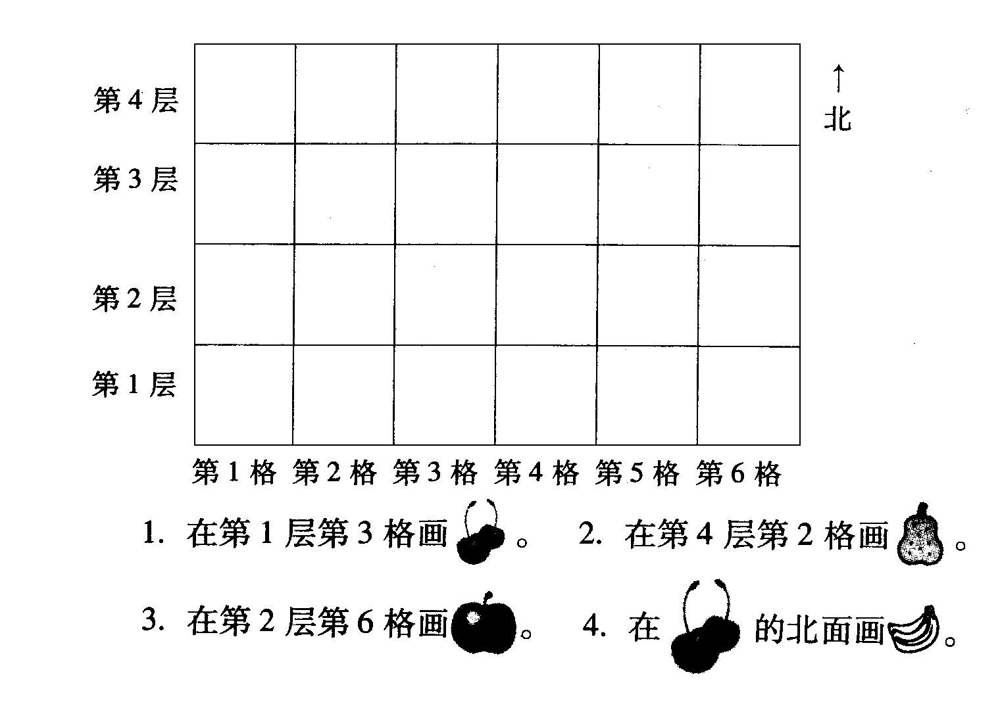 第 4 层
↑
北
第 3 层
第 2 层
第 1 层
第 1 格 第 2 格 第 3 格 第 4 格 第 5 格 第 6 格
1. 在第 1 层第 3 格画 。 2. 在第 4 层第 2 格画 。
3. 在第 2 层第 6 格画 。 4. 在 的北面画 。